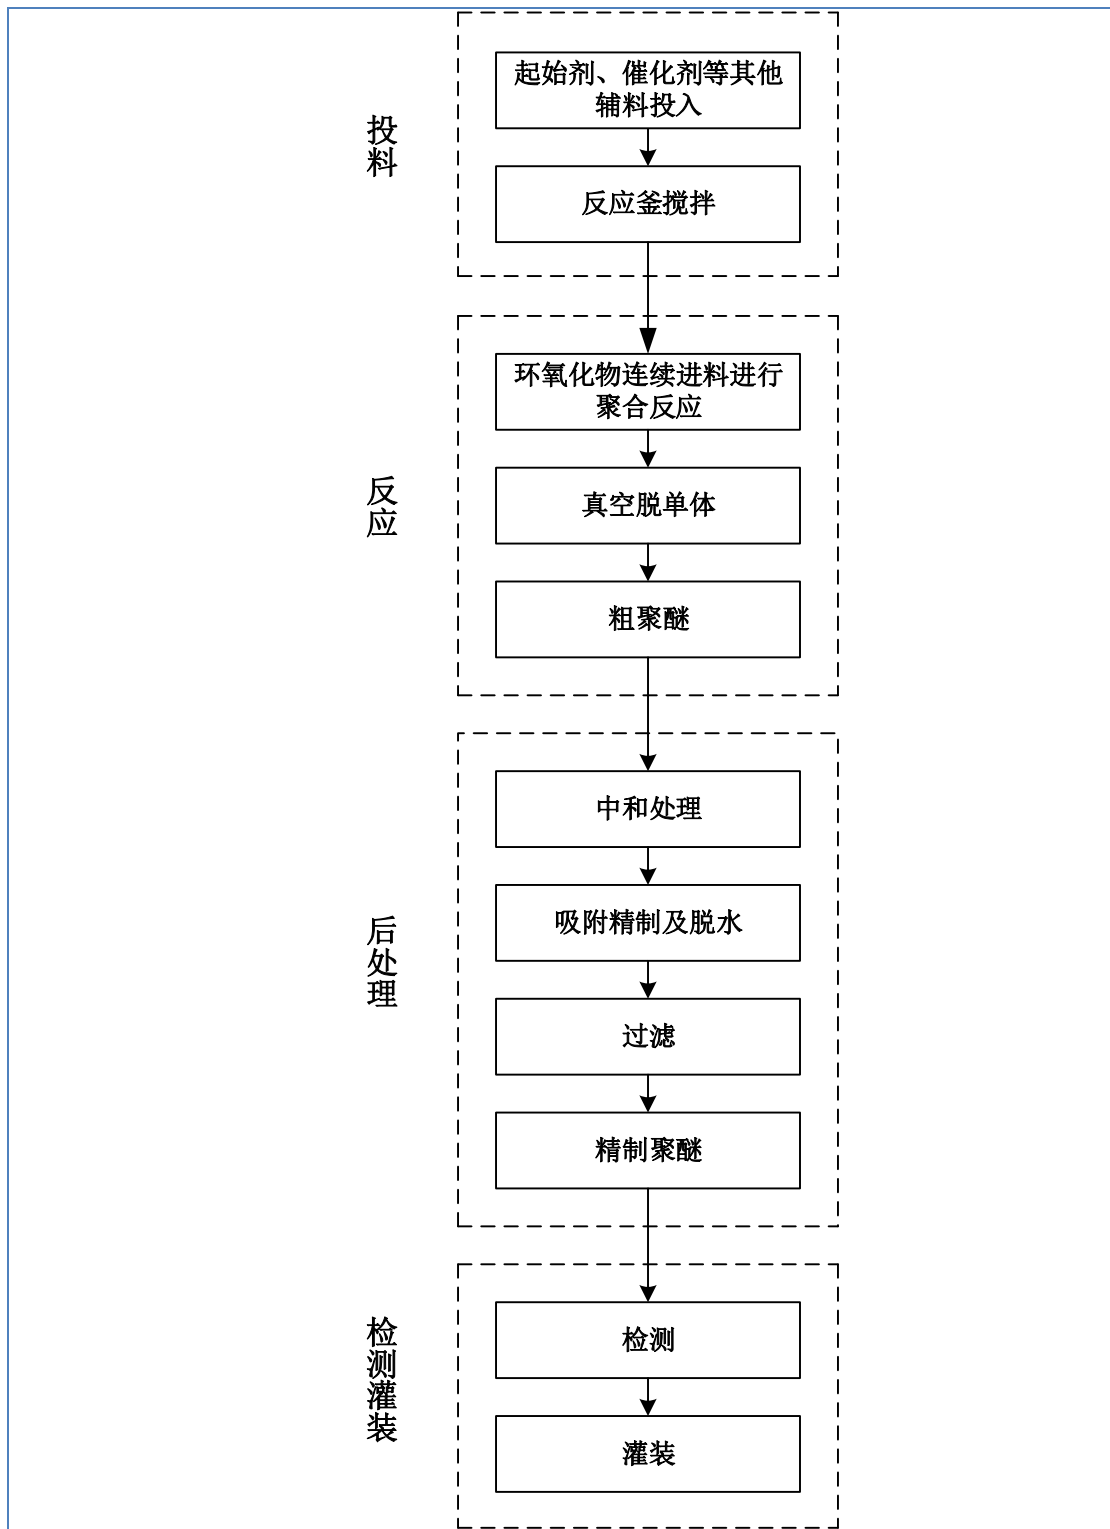 投料
起始剂、催化剂等其他
辅料投入
反应釜搅拌
反应
环氧化物连续进料进行
聚合反应
真空脱单体
粗聚醚
后处理
中和处理
吸附精制及脱水
过滤
精制聚醚
检测灌装
检测
灌装